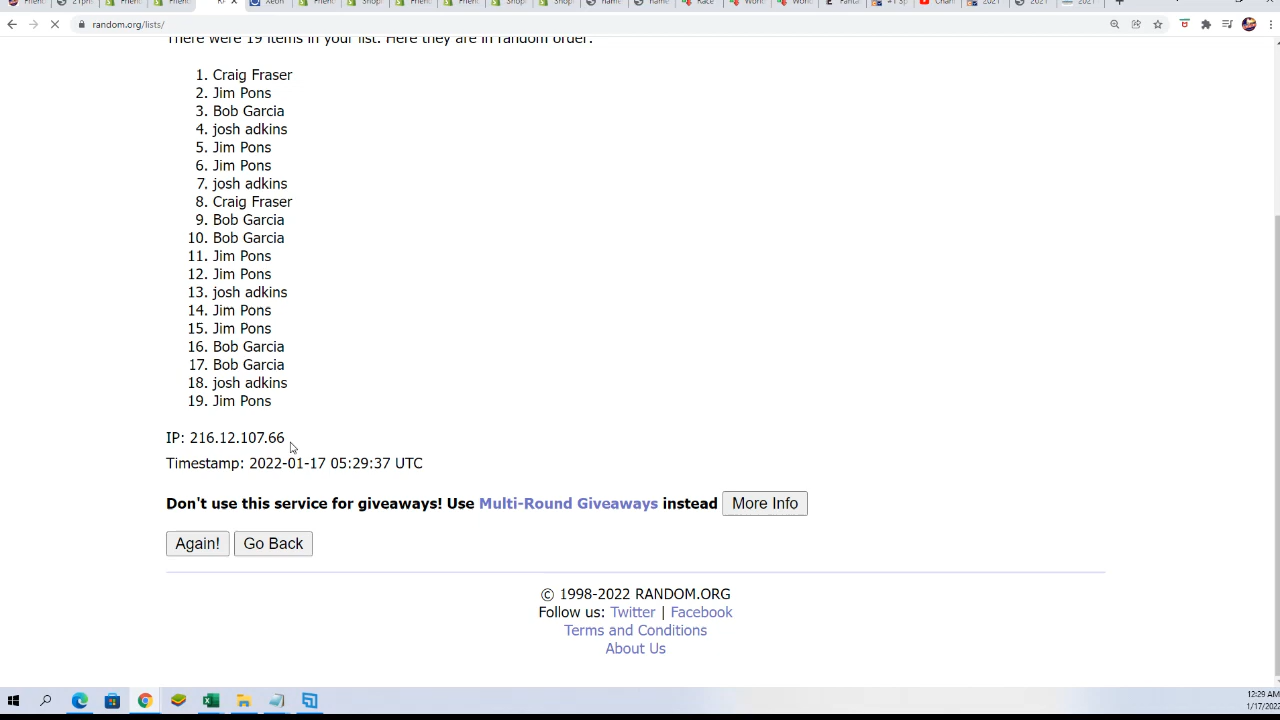 random.org/lists/
There were 19 items in your list. Here they are in random order:
1. Craig Fraser
2. Jim Pons
3. Bob Garcia
4. josh adkins
5. Jim Pons
6. Jim Pons
7. josh adkins
8. Craig Fraser
9. Bob Garcia
10. Bob Garcia
11. Jim Pons
12. Jim Pons
13. josh adkins
14. Jim Pons
15. Jim Pons
16. Bob Garcia
17. Bob Garcia
18. josh adkins
19. Jim Pons
IP: 216.12.107.66
Timestamp: 2022-01-17 05:29:37 UTC
Don't use this service for giveaways! Use Multi-Round Giveaways instead More Info
Again! Go Back
© 1998-2022 RANDOM.ORG
Follow us: Twitter | Facebook
Terms and Conditions
About Us
12:29 AM
1/17/2022